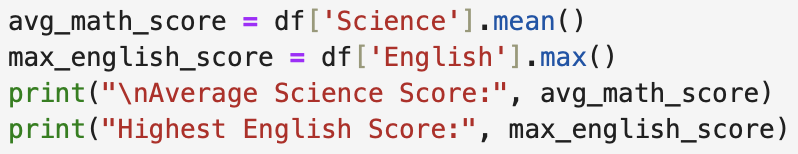 avg_math_score = df['Science'].mean()
max_english_score = df['English'].max()
print("\nAverage Science Score:", avg_math_score)
print("Highest English Score:", max_english_score)